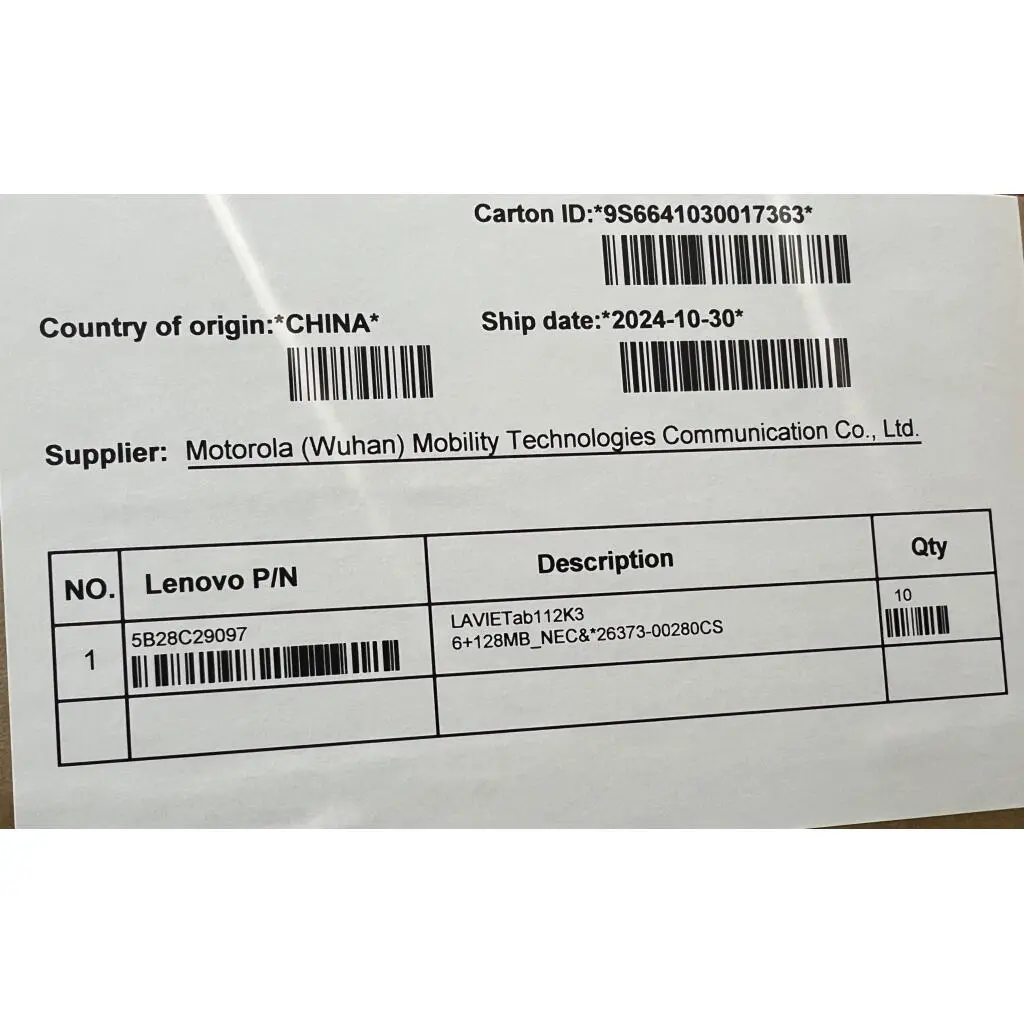 Carton ID:*9S6641030017363*
Country of origin:*CHINA*
Ship date:*2024-10-30*
Supplier: Motorola (Wuhan) Mobility Technologies Communication Co., Ltd.
NO. Lenovo P/N Description Qty
1 5B28C29097 LAVIETab112K3 10
6+128MB_NEC&*26373-00280CS